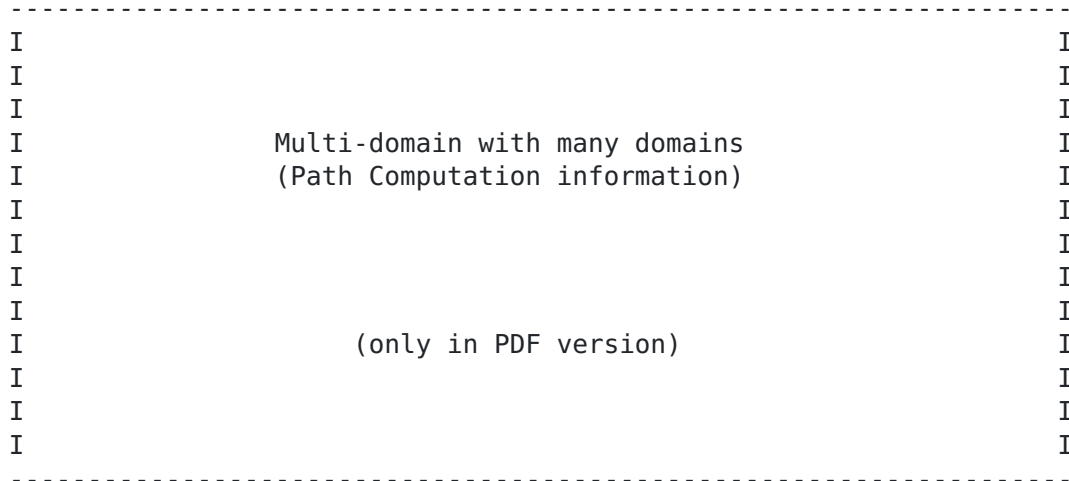 --------------------------------------------------------------------
I                                                                  I
I                                                                  I
I                                                                  I
I                Multi-domain with many domains                    I
I                (Path Computation information)                    I
I                                                                  I
I                                                                  I
I                                                                  I
I                                                                  I
I                     (only in PDF version)                        I
I                                                                  I
I                                                                  I
I                                                                  I
--------------------------------------------------------------------